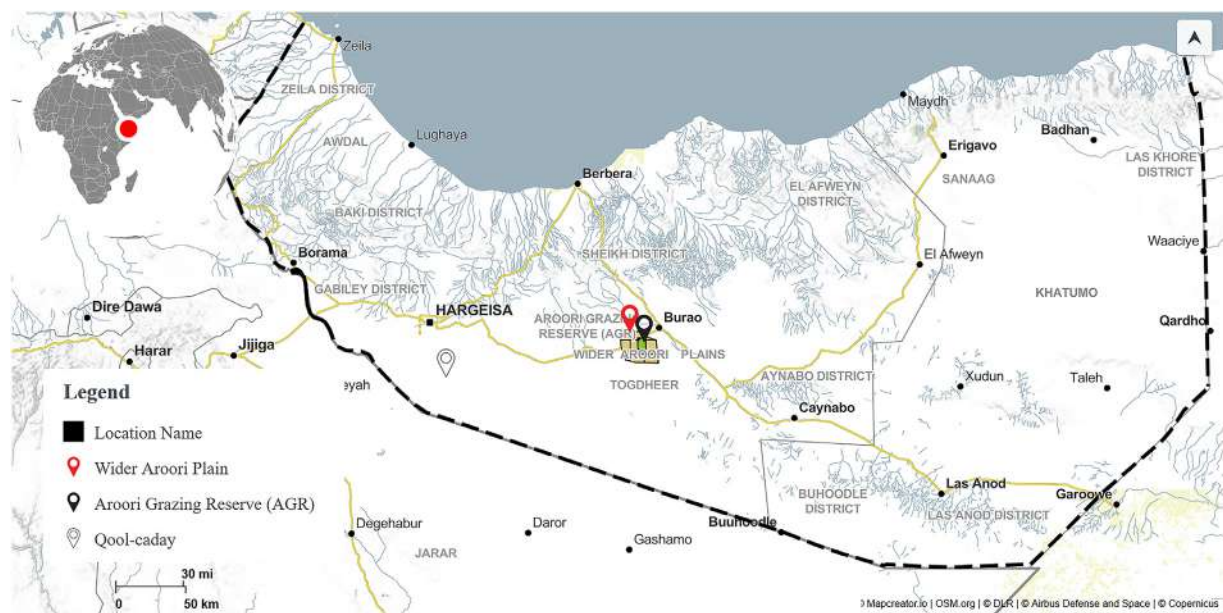 Zeila
ZEILA DISTRICT
AWDAL
Lughaya
Maydh
Badhan
Erigavo
LAS KHORE
DISTRICT
SANAAG
Berbera
EL AFWEYN
DISTRICT
BAKI DISTRICT
Waaciye
Borama
SHEIKH DISTRICT
El Afweyn
GABILEY DISTRICT
KHATUMO
Dire Dawa
HARGEISA
AROORI GRAZI
RESERVE (AGR)
Burao
Qardho
Harar
Jijiga
WIDER AROORI PLAINS
TOGDHEER
AYNABO DISTRICT
Xudun
Taleh
eyah
Caynabo
Legend
Location Name
Wider Aroori Plain
Aroori Grazing Reserve (AGR)
Qool-caday
Las Anod
Garoowe
BUHOODLE
DISTRICT
LAS ANOD DISTRICT
Degehabur
Daror
Buuhoodle
Gashamo
JARAR
30 mi
0 50 km
Mapcreator.io | OSM.org | © DLR | © Airbus Defense and Space | © Copernicus